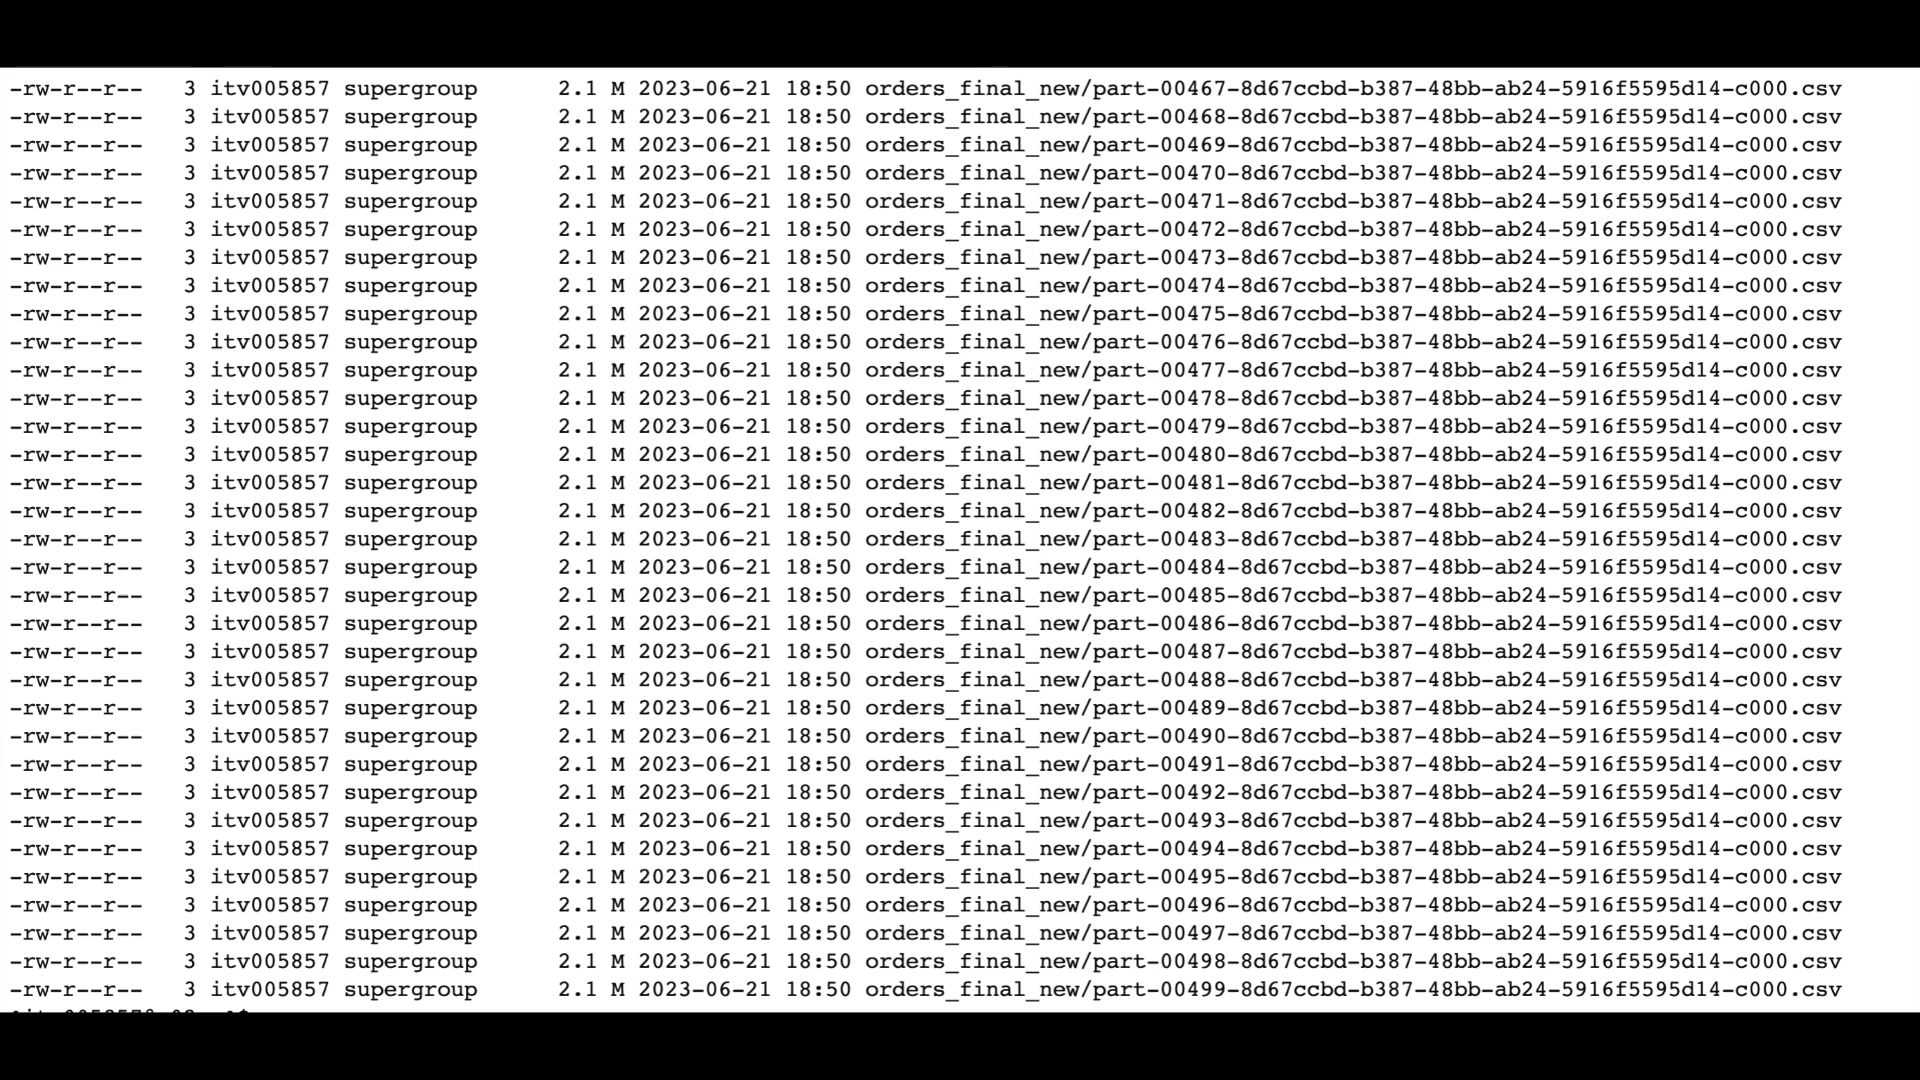 -rw-r--r--   3 itv005857 supergroup      2.1 M 2023-06-21 18:50 orders_final_new/part-00467-8d67ccbd-b387-48bb-ab24-5916f5595d14-c000.csv
-rw-r--r--   3 itv005857 supergroup      2.1 M 2023-06-21 18:50 orders_final_new/part-00468-8d67ccbd-b387-48bb-ab24-5916f5595d14-c000.csv
-rw-r--r--   3 itv005857 supergroup      2.1 M 2023-06-21 18:50 orders_final_new/part-00469-8d67ccbd-b387-48bb-ab24-5916f5595d14-c000.csv
-rw-r--r--   3 itv005857 supergroup      2.1 M 2023-06-21 18:50 orders_final_new/part-00470-8d67ccbd-b387-48bb-ab24-5916f5595d14-c000.csv
-rw-r--r--   3 itv005857 supergroup      2.1 M 2023-06-21 18:50 orders_final_new/part-00471-8d67ccbd-b387-48bb-ab24-5916f5595d14-c000.csv
-rw-r--r--   3 itv005857 supergroup      2.1 M 2023-06-21 18:50 orders_final_new/part-00472-8d67ccbd-b387-48bb-ab24-5916f5595d14-c000.csv
-rw-r--r--   3 itv005857 supergroup      2.1 M 2023-06-21 18:50 orders_final_new/part-00473-8d67ccbd-b387-48bb-ab24-5916f5595d14-c000.csv
-rw-r--r--   3 itv005857 supergroup      2.1 M 2023-06-21 18:50 orders_final_new/part-00474-8d67ccbd-b387-48bb-ab24-5916f5595d14-c000.csv
-rw-r--r--   3 itv005857 supergroup      2.1 M 2023-06-21 18:50 orders_final_new/part-00475-8d67ccbd-b387-48bb-ab24-5916f5595d14-c000.csv
-rw-r--r--   3 itv005857 supergroup      2.1 M 2023-06-21 18:50 orders_final_new/part-00476-8d67ccbd-b387-48bb-ab24-5916f5595d14-c000.csv
-rw-r--r--   3 itv005857 supergroup      2.1 M 2023-06-21 18:50 orders_final_new/part-00477-8d67ccbd-b387-48bb-ab24-5916f5595d14-c000.csv
-rw-r--r--   3 itv005857 supergroup      2.1 M 2023-06-21 18:50 orders_final_new/part-00478-8d67ccbd-b387-48bb-ab24-5916f5595d14-c000.csv
-rw-r--r--   3 itv005857 supergroup      2.1 M 2023-06-21 18:50 orders_final_new/part-00479-8d67ccbd-b387-48bb-ab24-5916f5595d14-c000.csv
-rw-r--r--   3 itv005857 supergroup      2.1 M 2023-06-21 18:50 orders_final_new/part-00480-8d67ccbd-b387-48bb-ab24-5916f5595d14-c000.csv
-rw-r--r--   3 itv005857 supergroup      2.1 M 2023-06-21 18:50 orders_final_new/part-00481-8d67ccbd-b387-48bb-ab24-5916f5595d14-c000.csv
-rw-r--r--   3 itv005857 supergroup      2.1 M 2023-06-21 18:50 orders_final_new/part-00482-8d67ccbd-b387-48bb-ab24-5916f5595d14-c000.csv
-rw-r--r--   3 itv005857 supergroup      2.1 M 2023-06-21 18:50 orders_final_new/part-00483-8d67ccbd-b387-48bb-ab24-5916f5595d14-c000.csv
-rw-r--r--   3 itv005857 supergroup      2.1 M 2023-06-21 18:50 orders_final_new/part-00484-8d67ccbd-b387-48bb-ab24-5916f5595d14-c000.csv
-rw-r--r--   3 itv005857 supergroup      2.1 M 2023-06-21 18:50 orders_final_new/part-00485-8d67ccbd-b387-48bb-ab24-5916f5595d14-c000.csv
-rw-r--r--   3 itv005857 supergroup      2.1 M 2023-06-21 18:50 orders_final_new/part-00486-8d67ccbd-b387-48bb-ab24-5916f5595d14-c000.csv
-rw-r--r--   3 itv005857 supergroup      2.1 M 2023-06-21 18:50 orders_final_new/part-00487-8d67ccbd-b387-48bb-ab24-5916f5595d14-c000.csv
-rw-r--r--   3 itv005857 supergroup      2.1 M 2023-06-21 18:50 orders_final_new/part-00488-8d67ccbd-b387-48bb-ab24-5916f5595d14-c000.csv
-rw-r--r--   3 itv005857 supergroup      2.1 M 2023-06-21 18:50 orders_final_new/part-00489-8d67ccbd-b387-48bb-ab24-5916f5595d14-c000.csv
-rw-r--r--   3 itv005857 supergroup      2.1 M 2023-06-21 18:50 orders_final_new/part-00490-8d67ccbd-b387-48bb-ab24-5916f5595d14-c000.csv
-rw-r--r--   3 itv005857 supergroup      2.1 M 2023-06-21 18:50 orders_final_new/part-00491-8d67ccbd-b387-48bb-ab24-5916f5595d14-c000.csv
-rw-r--r--   3 itv005857 supergroup      2.1 M 2023-06-21 18:50 orders_final_new/part-00492-8d67ccbd-b387-48bb-ab24-5916f5595d14-c000.csv
-rw-r--r--   3 itv005857 supergroup      2.1 M 2023-06-21 18:50 orders_final_new/part-00493-8d67ccbd-b387-48bb-ab24-5916f5595d14-c000.csv
-rw-r--r--   3 itv005857 supergroup      2.1 M 2023-06-21 18:50 orders_final_new/part-00494-8d67ccbd-b387-48bb-ab24-5916f5595d14-c000.csv
-rw-r--r--   3 itv005857 supergroup      2.1 M 2023-06-21 18:50 orders_final_new/part-00495-8d67ccbd-b387-48bb-ab24-5916f5595d14-c000.csv
-rw-r--r--   3 itv005857 supergroup      2.1 M 2023-06-21 18:50 orders_final_new/part-00496-8d67ccbd-b387-48bb-ab24-5916f5595d14-c000.csv
-rw-r--r--   3 itv005857 supergroup      2.1 M 2023-06-21 18:50 orders_final_new/part-00497-8d67ccbd-b387-48bb-ab24-5916f5595d14-c000.csv
-rw-r--r--   3 itv005857 supergroup      2.1 M 2023-06-21 18:50 orders_final_new/part-00498-8d67ccbd-b387-48bb-ab24-5916f5595d14-c000.csv
-rw-r--r--   3 itv005857 supergroup      2.1 M 2023-06-21 18:50 orders_final_new/part-00499-8d67ccbd-b387-48bb-ab24-5916f5595d14-c000.csv